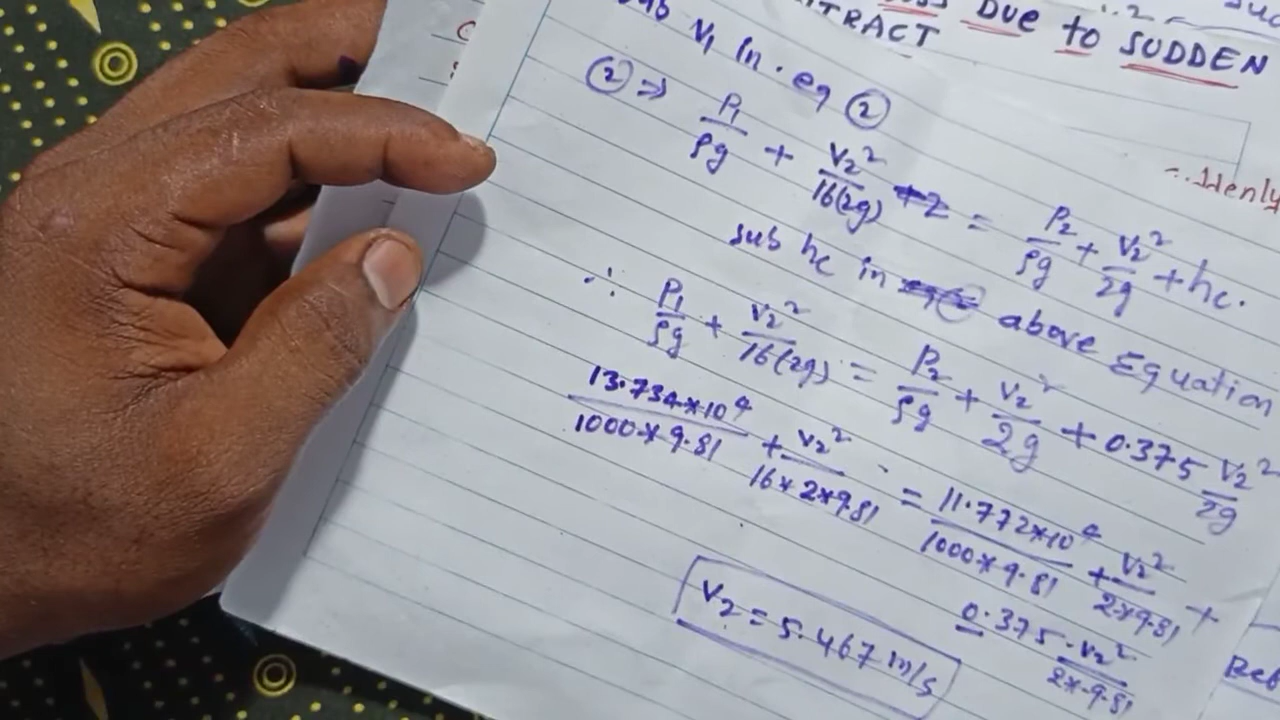 DUE to SUDDEN
V₁ in. eq ②
② ⇒ P₁/ρg + V₂²/16(2g) = P₂/ρg + V₂²/2g + hc.
sub hc in above Equation
∴ P₁/ρg + V₂²/16(2g) = P₂/ρg + V₂²/2g + 0.375 V₂²/2g
13.734*10⁴/1000*9.81 + V₂²/16*2*9.81 = 11.772*10⁴/1000*9.81 + V₂²/2*9.81 +
0.375 . V₂²/2*9.81
V₂ = 5.467 m/s